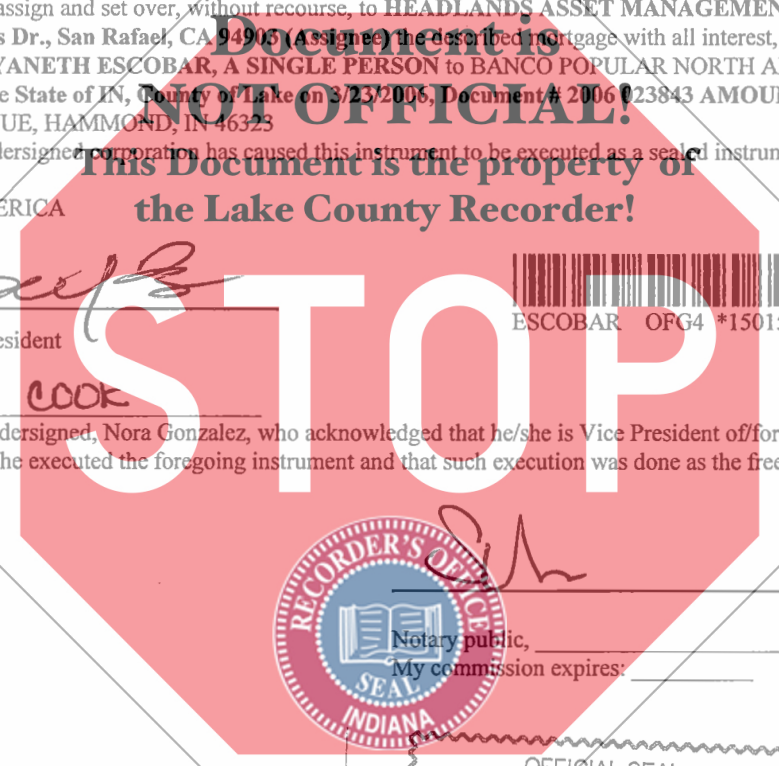 assign and set over, without recourse, to HEADLANDS ASSET MANAGEMEN
s Dr., San Rafael, CA 94903 (Assignee) the described mortgage with all interest,
YANETH ESCOBAR, A SINGLE PERSON to BANCO POPULAR NORTH A
e State of IN, County of Lake on 3/23/2006, Document # 2006 023843 AMOU
UE, HAMMOND, IN 46323
dersigned corporation has caused this instrument to be executed as a sealed instrum
ERICA
Document is
NOT OFFICIAL!
This Document is the property of
the Lake County Recorder!
STOP
ESCOBAR OFG4 *1501
esident
COOK
dersigned, Nora Gonzalez, who acknowledged that he/she is Vice President of/for
he executed the foregoing instrument and that such execution was done as the free
RECORDER'S OFFICE
SEAL
INDIANA
Notary public,
My commission expires:
OFFICIAL SEAL